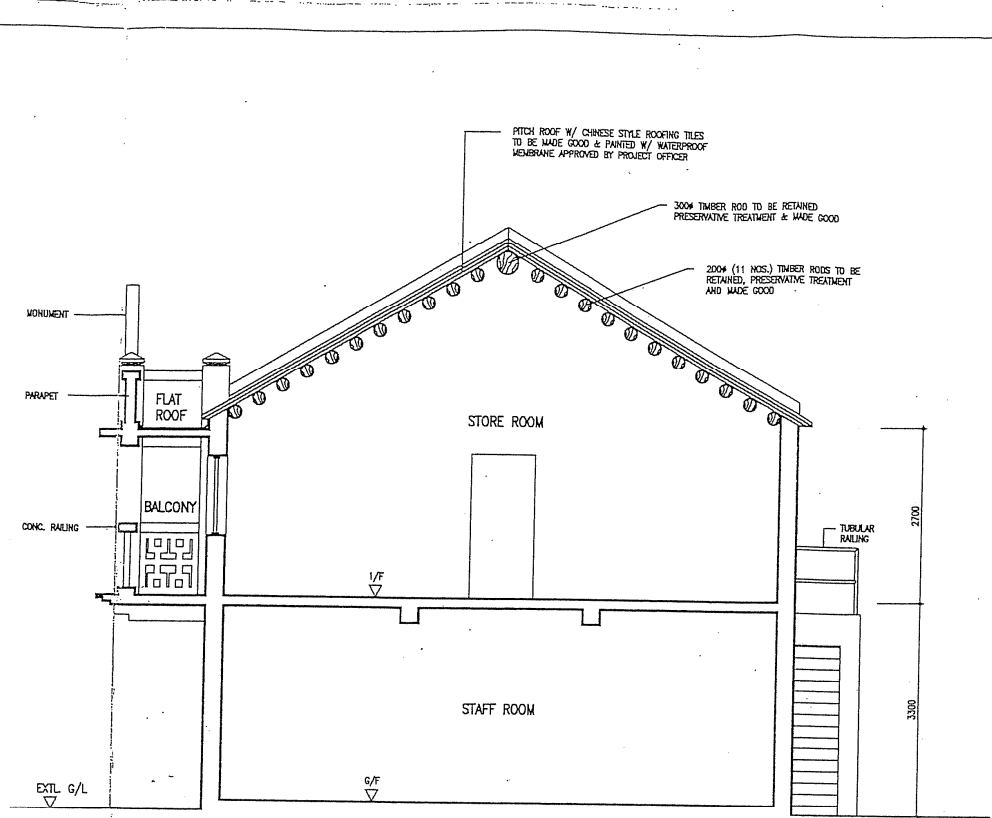 PITCH ROOF W/ CHINESE STYLE ROOFING TILES
TO BE MADE GOOD & PAINTED W/ WATERPROOF
MEMBRANE APPROVED BY PROJECT OFFICER
300ø TIMBER ROD TO BE RETAINED
PRESERVATIVE TREATMENT & MADE GOOD
200ø (11 NOS.) TIMBER RODS TO BE
RETAINED, PRESERVATIVE TREATMENT
AND MADE GOOD
MONUMENT
PARAPET
FLAT
ROOF
STORE ROOM
BALCONY
CONC. RAILING
TUBULAR
RAILING
2700
1/F
STAFF ROOM
3300
G/F
EXTL G/L